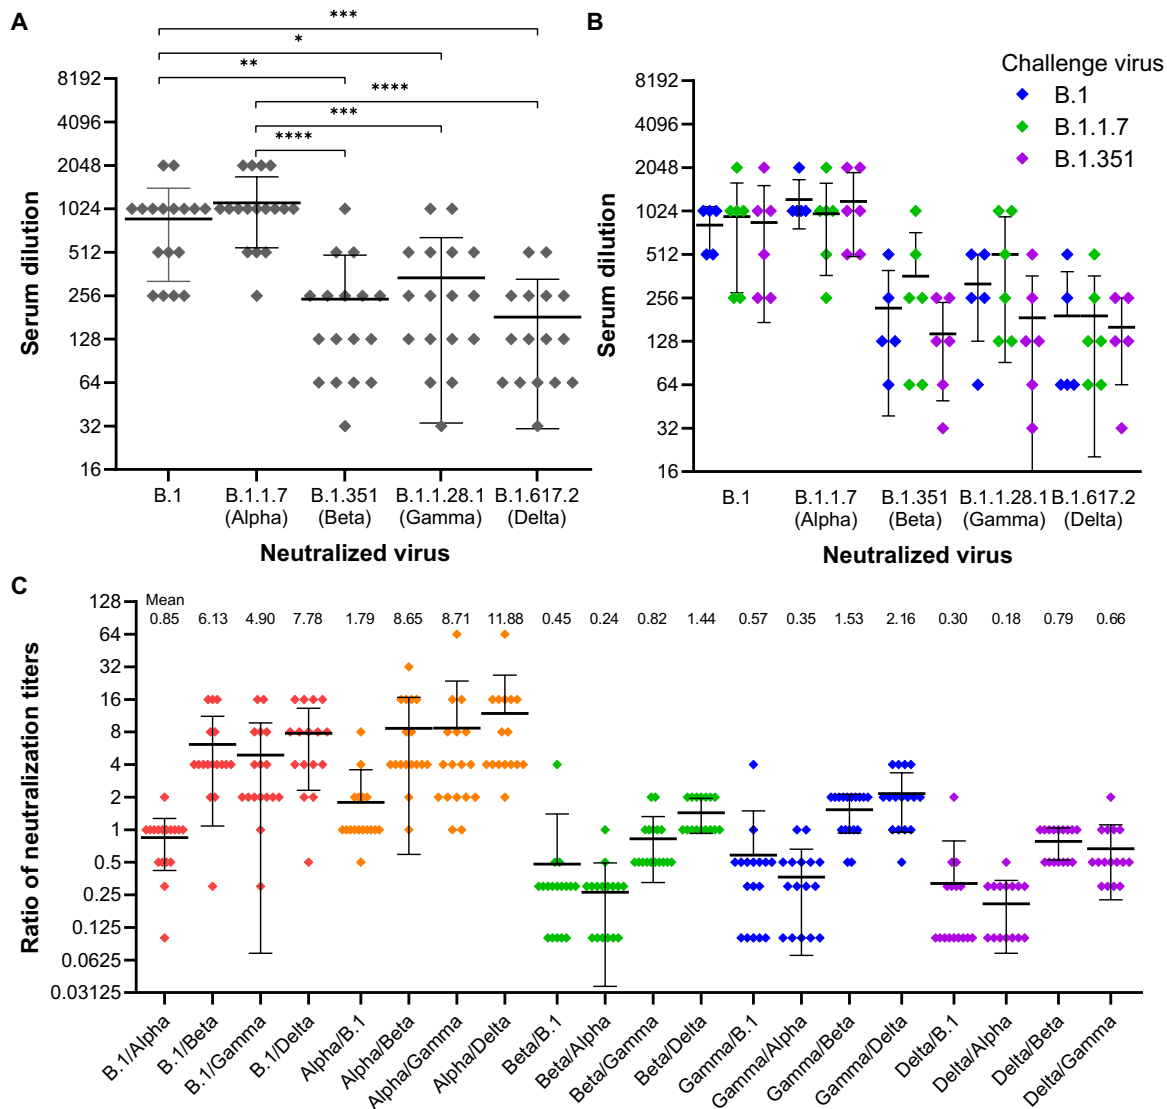 A
***
*
**
****
***
****
8192
4096
2048
1024
512
256
128
64
32
16
Serum dilution
B.1
B.1.1.7
(Alpha)
B.1.351
(Beta)
B.1.1.28.1
(Gamma)
B.1.617.2
(Delta)
Neutralized virus
B
Challenge virus
B.1
B.1.1.7
B.1.351
8192
4096
2048
1024
512
256
128
64
32
16
Serum dilution
B.1
B.1.1.7
(Alpha)
B.1.351
(Beta)
B.1.1.28.1
(Gamma)
B.1.617.2
(Delta)
Neutralized virus
C
Mean
0.85 6.13 4.90 7.78 1.79 8.65 8.71 11.88 0.45 0.24 0.82 1.44 0.57 0.35 1.53 2.16 0.30 0.18 0.79 0.66
128
64
32
16
8
4
2
1
0.5
0.25
0.125
0.0625
0.03125
Ratio of neutralization titers
B.1/Alpha
B.1/Beta
B.1/Gamma
B.1/Delta
Alpha/B.1
Alpha/Beta
Alpha/Gamma
Alpha/Delta
Beta/B.1
Beta/Alpha
Beta/Gamma
Beta/Delta
Gamma/B.1
Gamma/Alpha
Gamma/Beta
Gamma/Delta
Delta/B.1
Delta/Alpha
Delta/Beta
Delta/Gamma